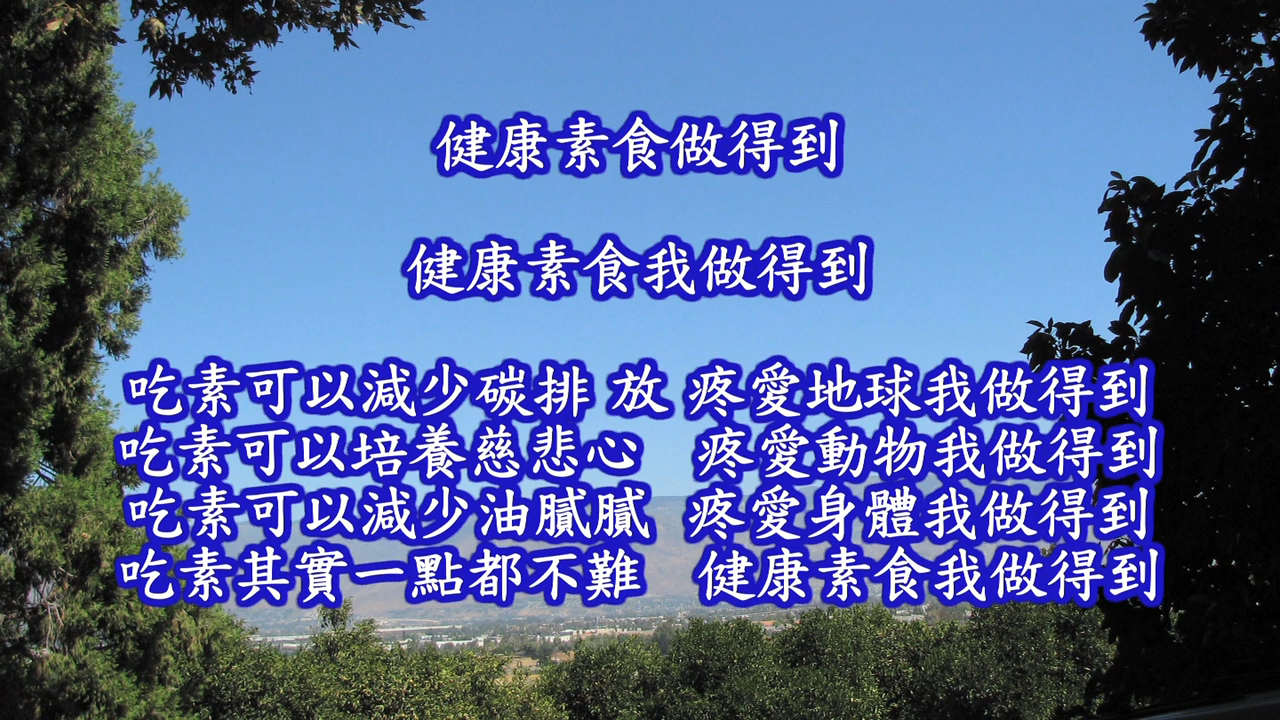 健康素食做得到
健康素食我做得到
吃素可以減少碳排 放 疼愛地球我做得到
吃素可以培養慈悲心 疼愛動物我做得到
吃素可以減少油膩膩 疼愛身體我做得到
吃素其實一點都不難 健康素食我做得到